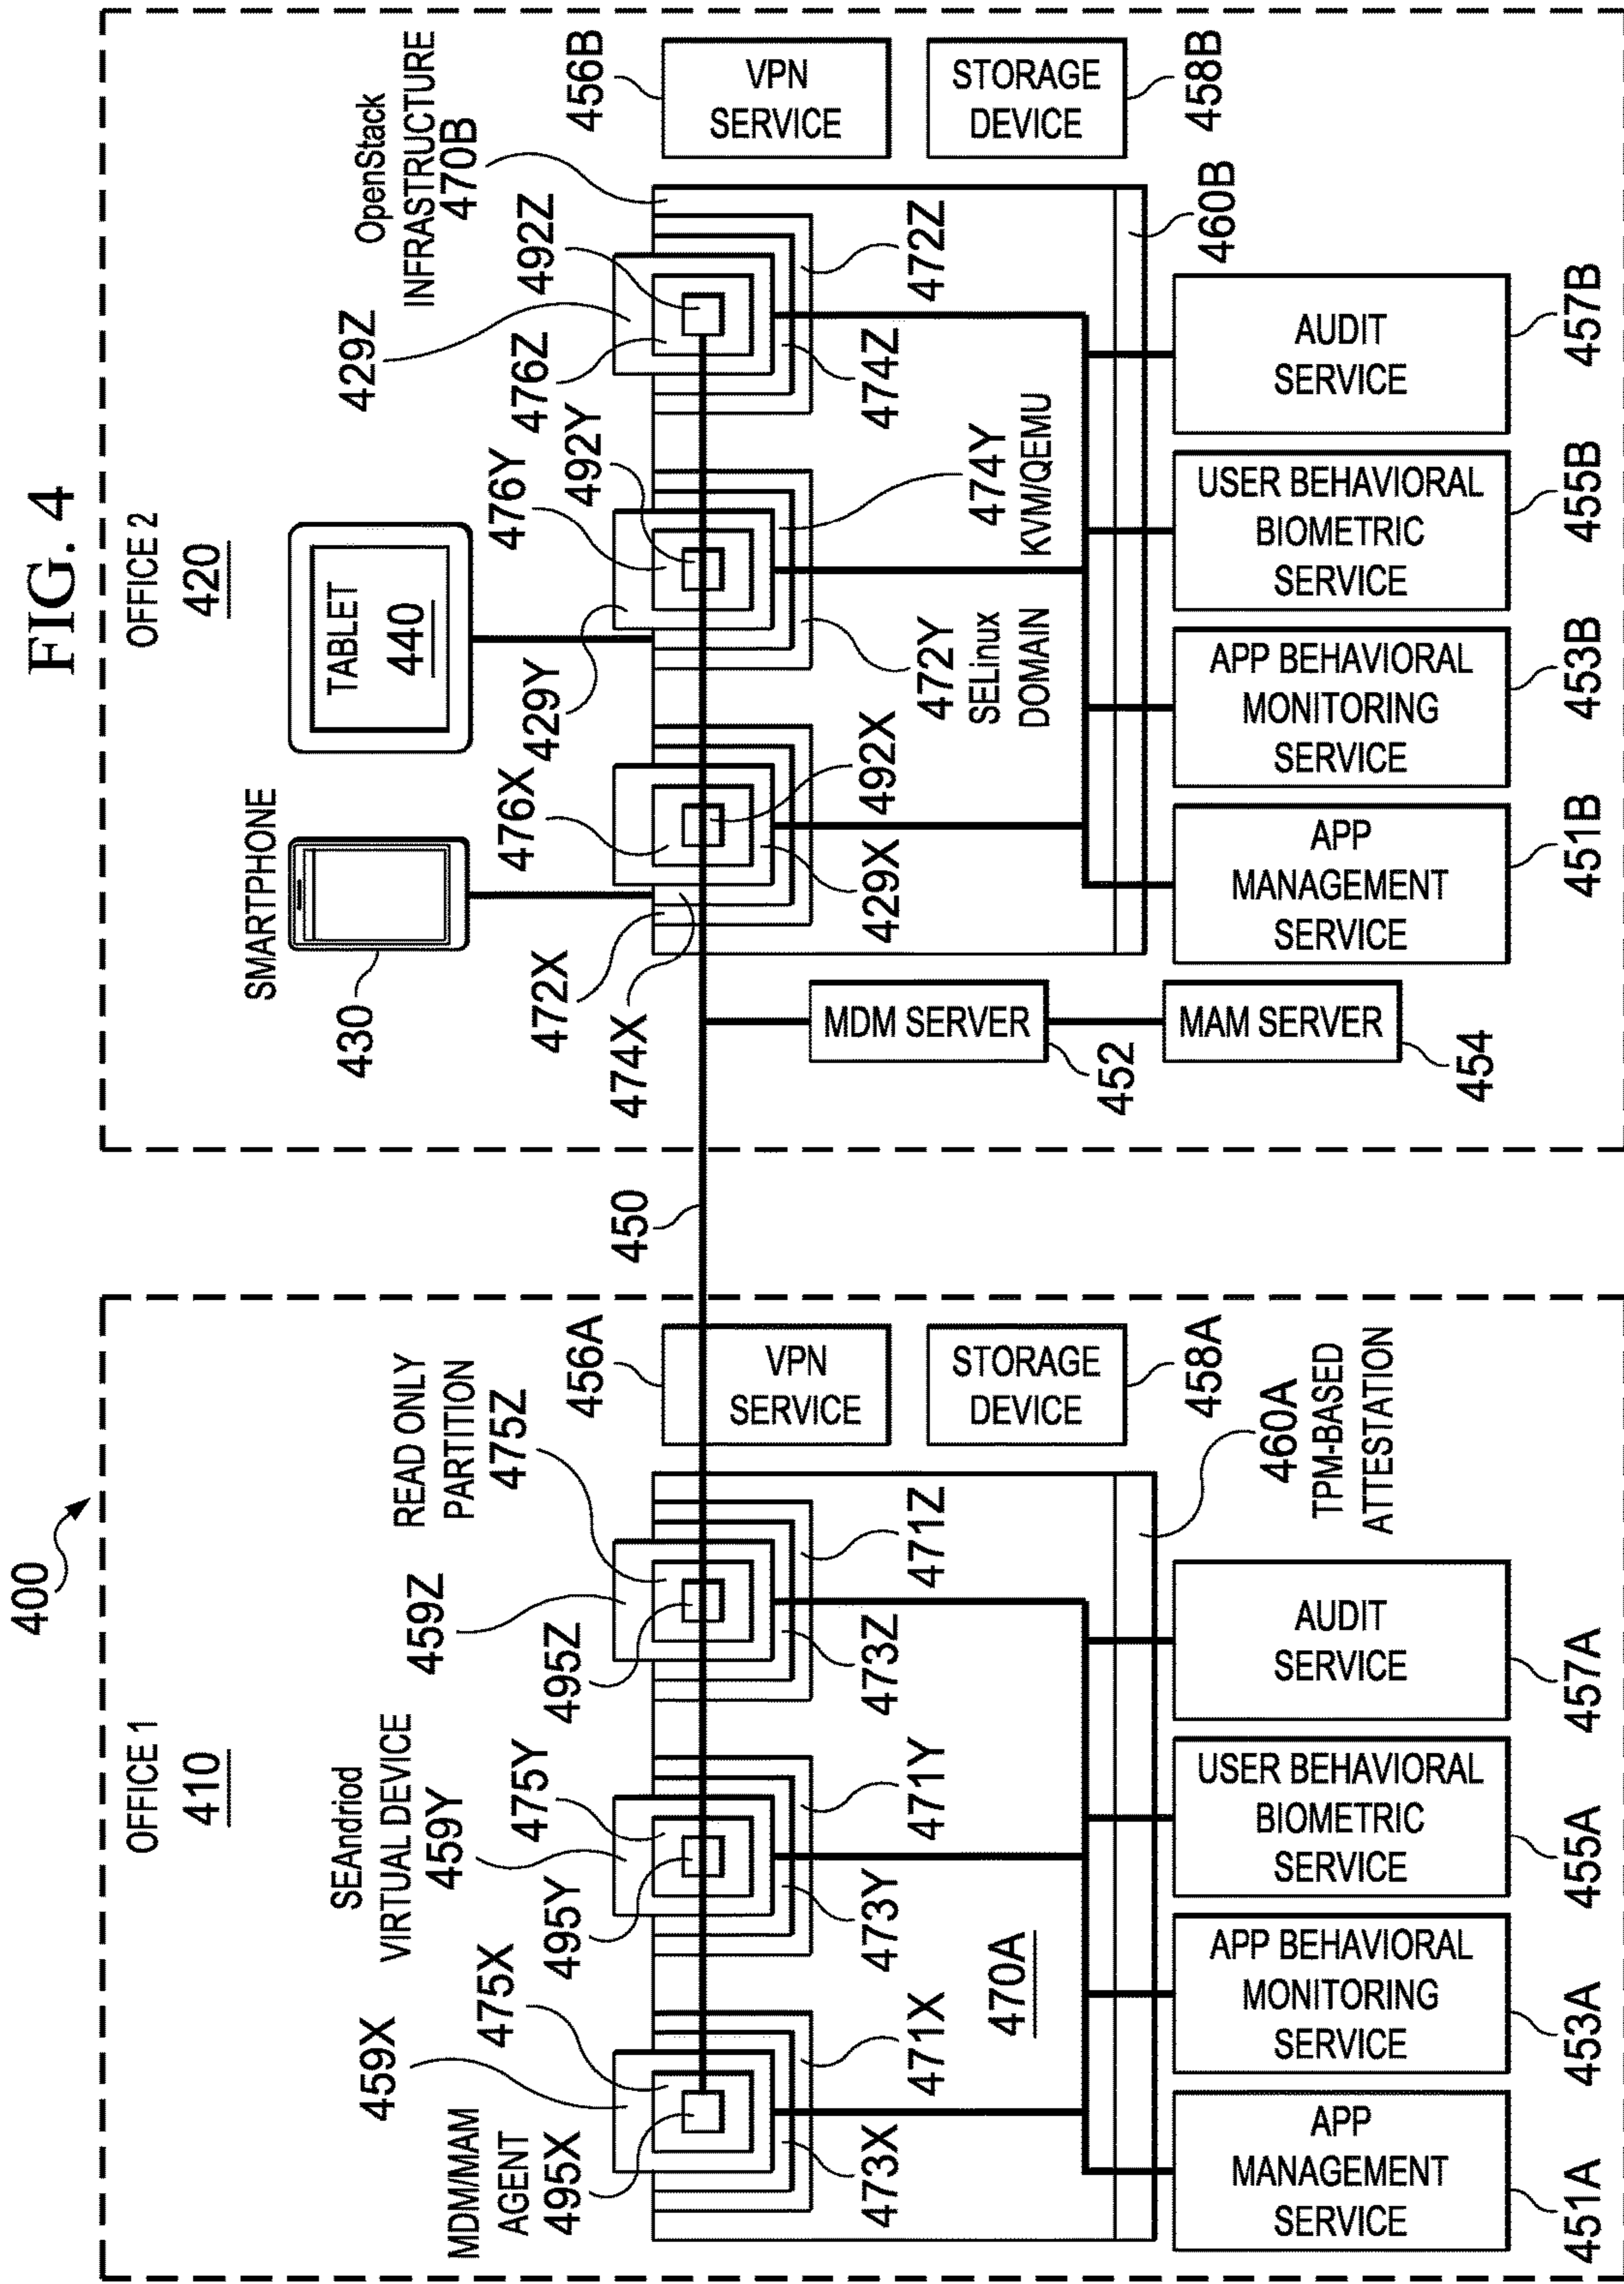 FIG. 4
400
OFFICE 1
410
MDM/MAM
AGENT
495X
459X
475X
SEAndriod
VIRTUAL DEVICE
459Y
475Y
495Y
459Z
495Z
READ ONLY
PARTITION
475Z
473X
471X
470A
473Y
471Y
473Z
471Z
456A
VPN
SERVICE
STORAGE
DEVICE
458A
460A
TPM-BASED
ATTESTATION
APP
MANAGEMENT
SERVICE
451A
APP BEHAVIORAL
MONITORING
SERVICE
453A
USER BEHAVIORAL
BIOMETRIC
SERVICE
455A
AUDIT
SERVICE
457A
450
OFFICE 2
420
SMARTPHONE
430
TABLET
440
472X
474X
476X
429Y
476Y
492Y
429Z
476Z
492Z
OpenStack
INFRASTRUCTURE
470B
429X
492X
472Y
SELinux
DOMAIN
474Y
KVM/QEMU
474Z
472Z
456B
VPN
SERVICE
STORAGE
DEVICE
458B
460B
MDM SERVER
452
MAM SERVER
454
APP
MANAGEMENT
SERVICE
451B
APP BEHAVIORAL
MONITORING
SERVICE
453B
USER BEHAVIORAL
BIOMETRIC
SERVICE
455B
AUDIT
SERVICE
457B